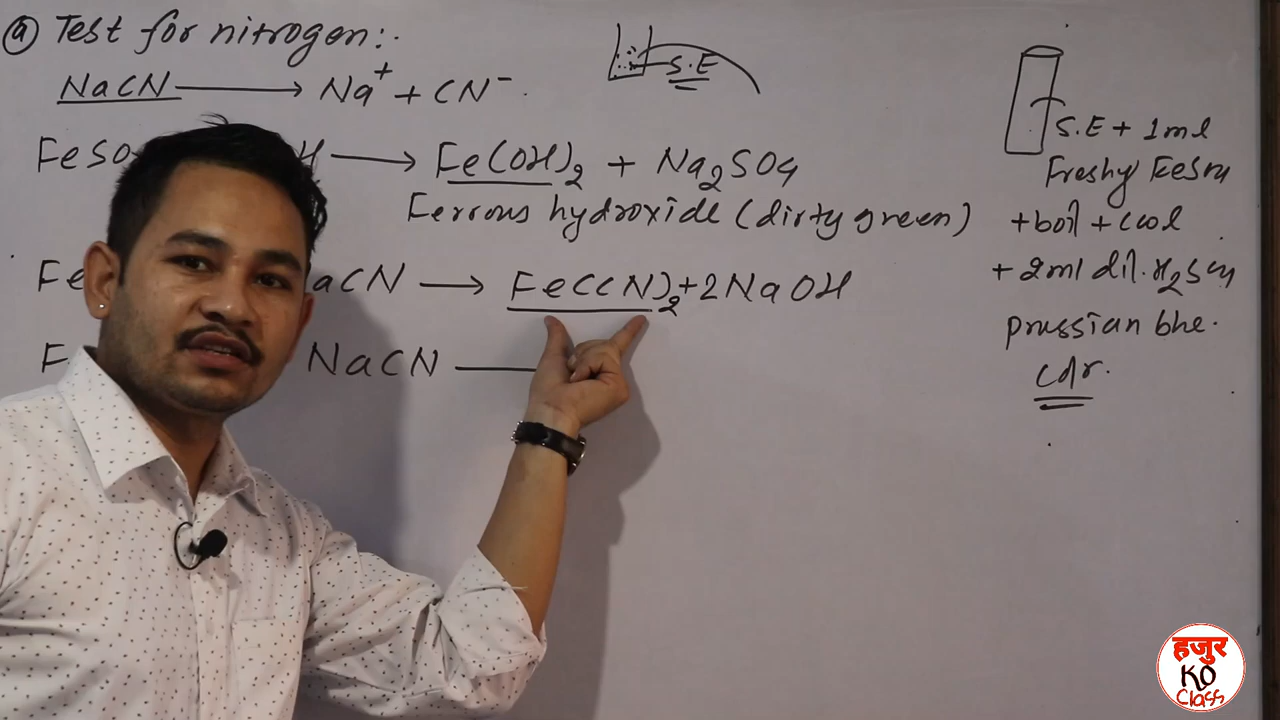 ⓐ Test for nitrogen:.
NaCN → Na⁺ + CN⁻.
S.E
FeSO H → Fe(OH)₂ + Na₂SO₄
Ferrous hydroxide (dirty green)
Fe aCN → Fe(CN)₂+2NaOH
F NaCN
S.E + 1ml
Freshy FeSO₄
+boil + cool
+ 2ml dil. H₂SO₄
prussian blue.
clr.
हजुर
KO
Class